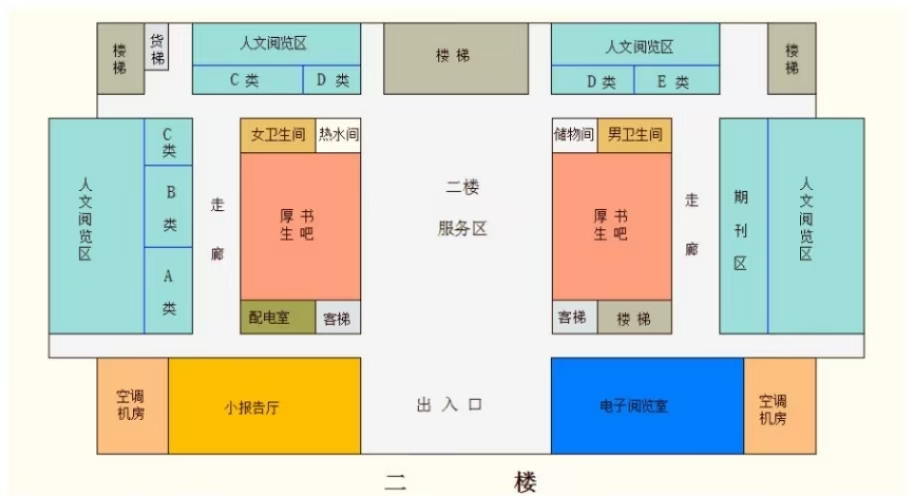 楼梯
货梯
人文阅览区
C 类
D 类
楼 梯
人文阅览区
D 类
E 类
楼梯
人文阅览区
C类
B类
A类
走廊
女卫生间
热水间
厚 书
生 吧
配电室
客梯
二楼
服务区
储物间
男卫生间
厚 书
生 吧
客梯
楼 梯
走廊
期刊区
人文阅览区
空调
机房
小报告厅
出 入 口
电子阅览室
空调
机房
二 楼